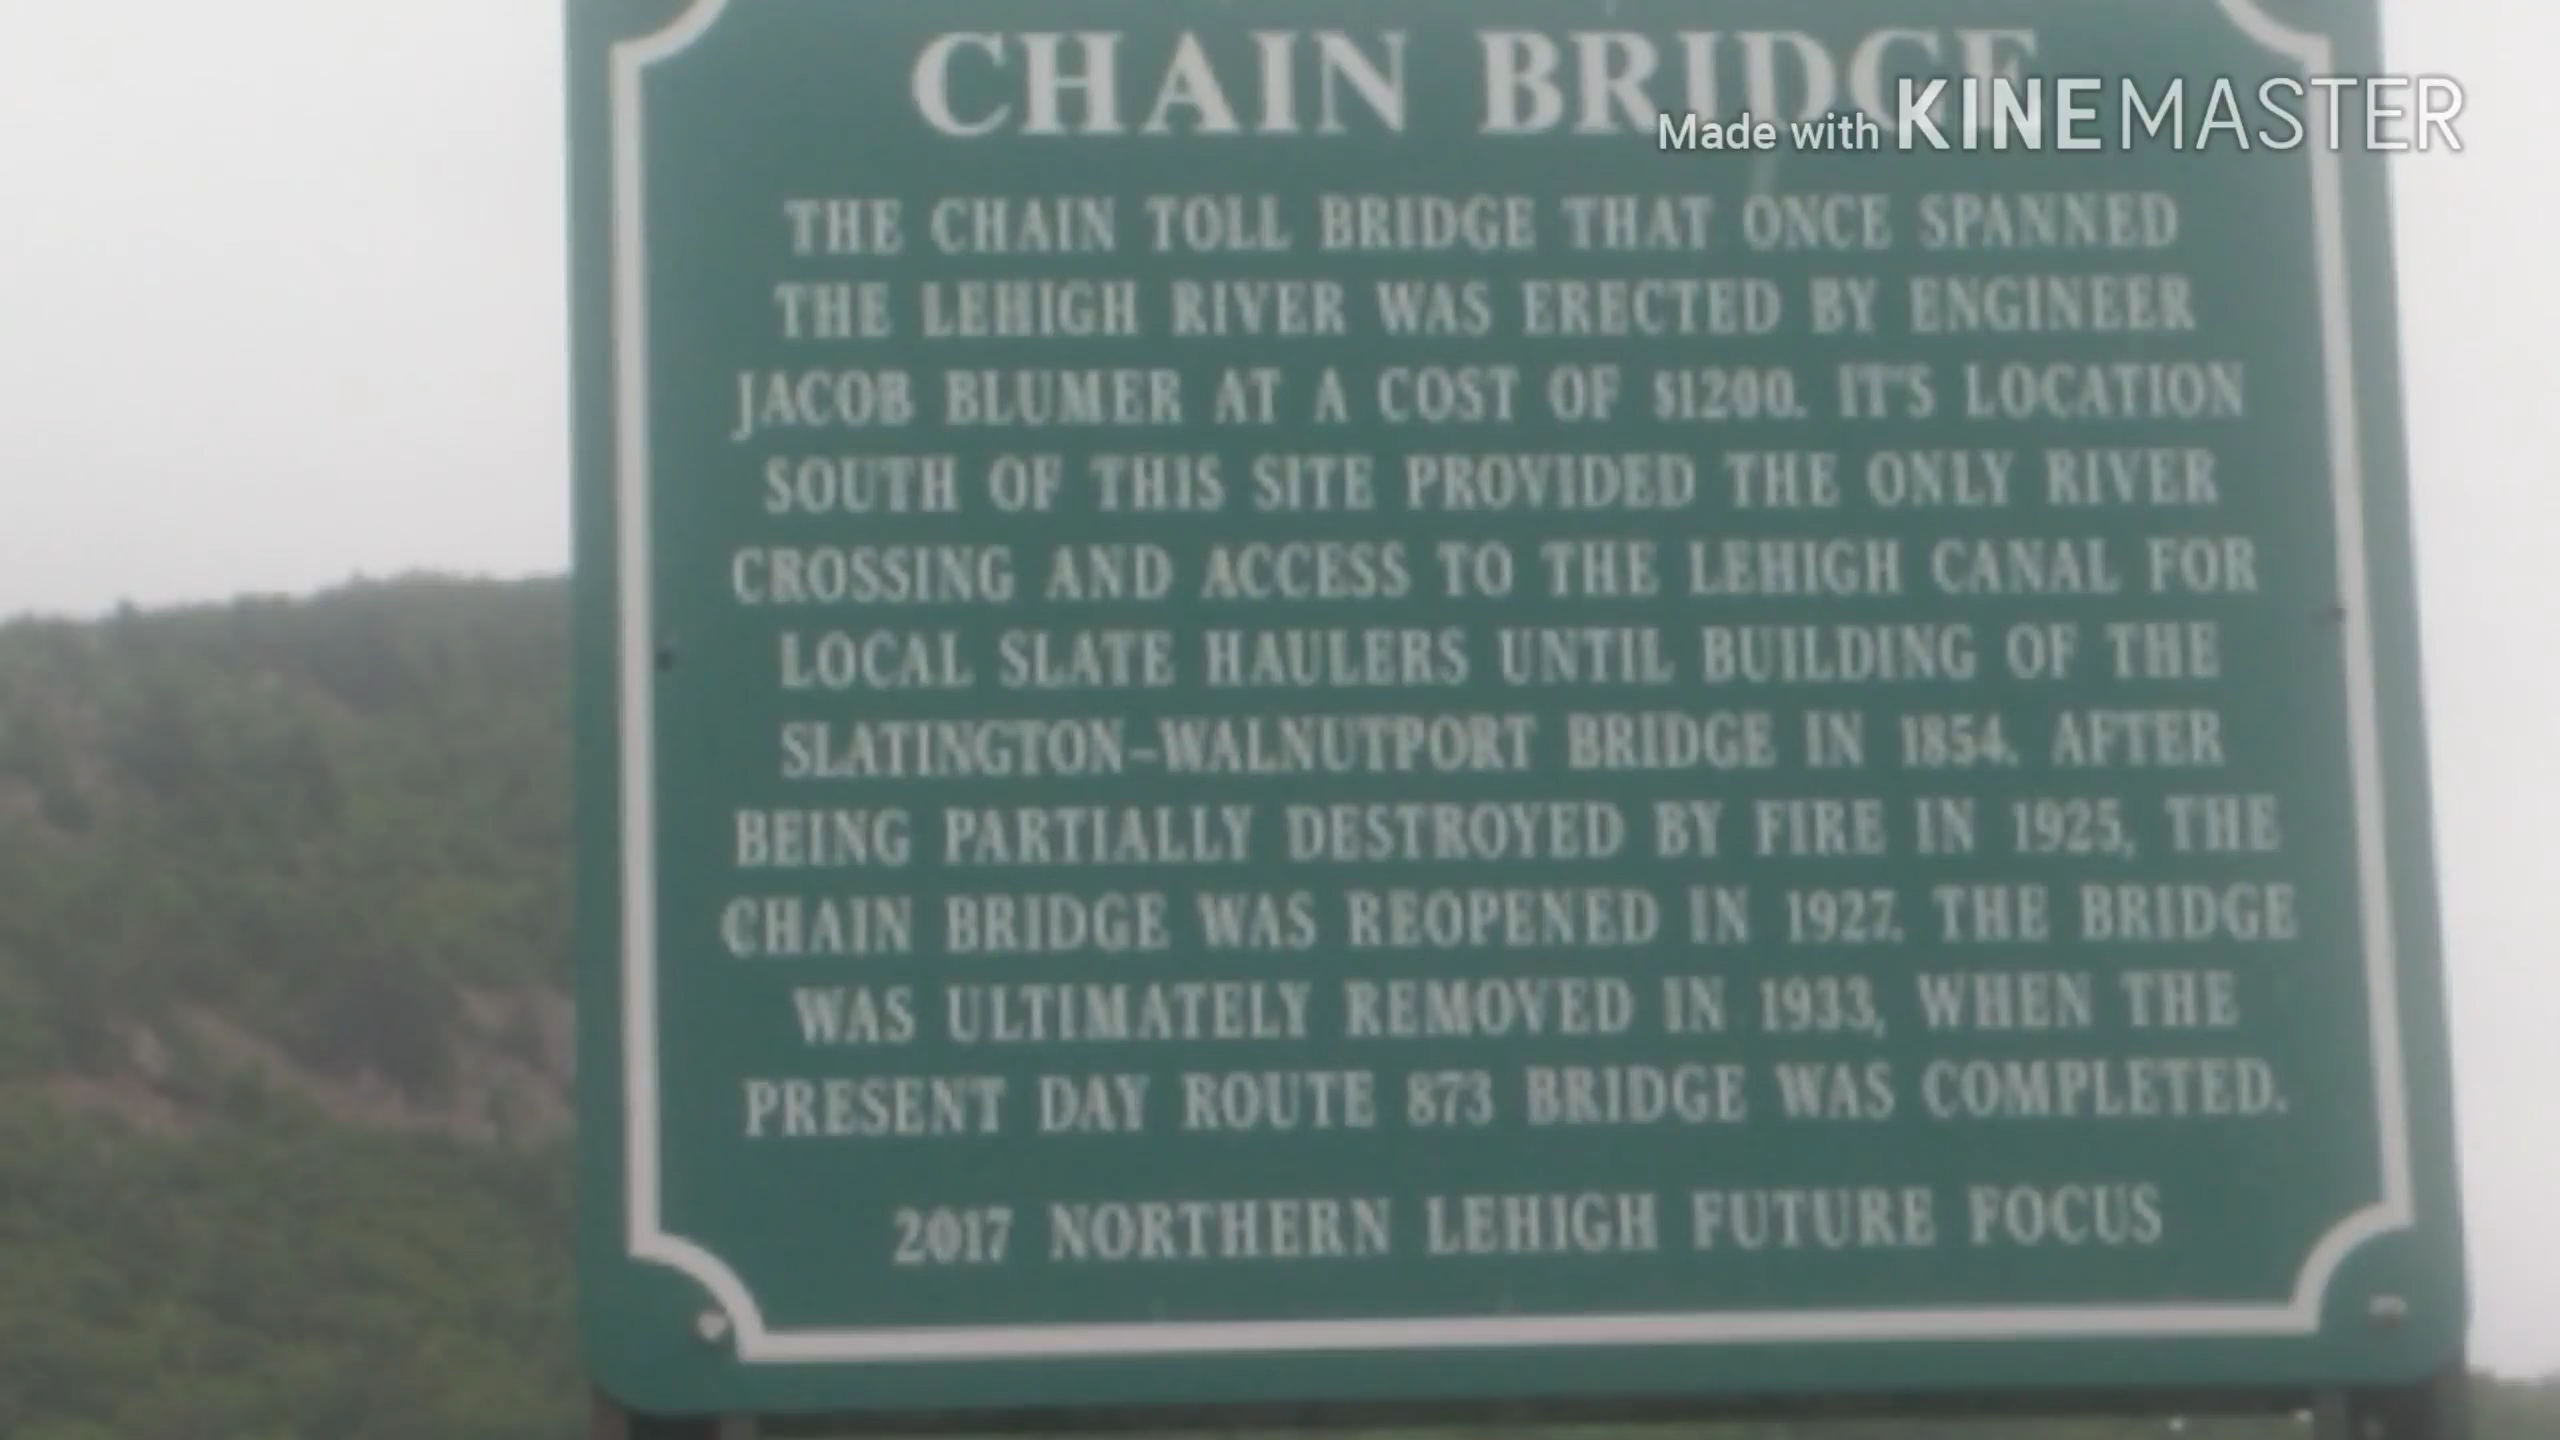 CHAIN BRIDGE
Made with KINEMASTER
THE CHAIN TOLL BRIDGE THAT ONCE SPANNED
THE LEHIGH RIVER WAS ERECTED BY ENGINEER
JACOB BLUMER AT A COST OF $1200. IT'S LOCATION
SOUTH OF THIS SITE PROVIDED THE ONLY RIVER
CROSSING AND ACCESS TO THE LEHIGH CANAL FOR
LOCAL SLATE HAULERS UNTIL BUILDING OF THE
SLATINGTON-WALNUTPORT BRIDGE IN 1854. AFTER
BEING PARTIALLY DESTROYED BY FIRE IN 1925, THE
CHAIN BRIDGE WAS REOPENED IN 1927. THE BRIDGE
WAS ULTIMATELY REMOVED IN 1933, WHEN THE
PRESENT DAY ROUTE 873 BRIDGE WAS COMPLETED.
2017 NORTHERN LEHIGH FUTURE FOCUS